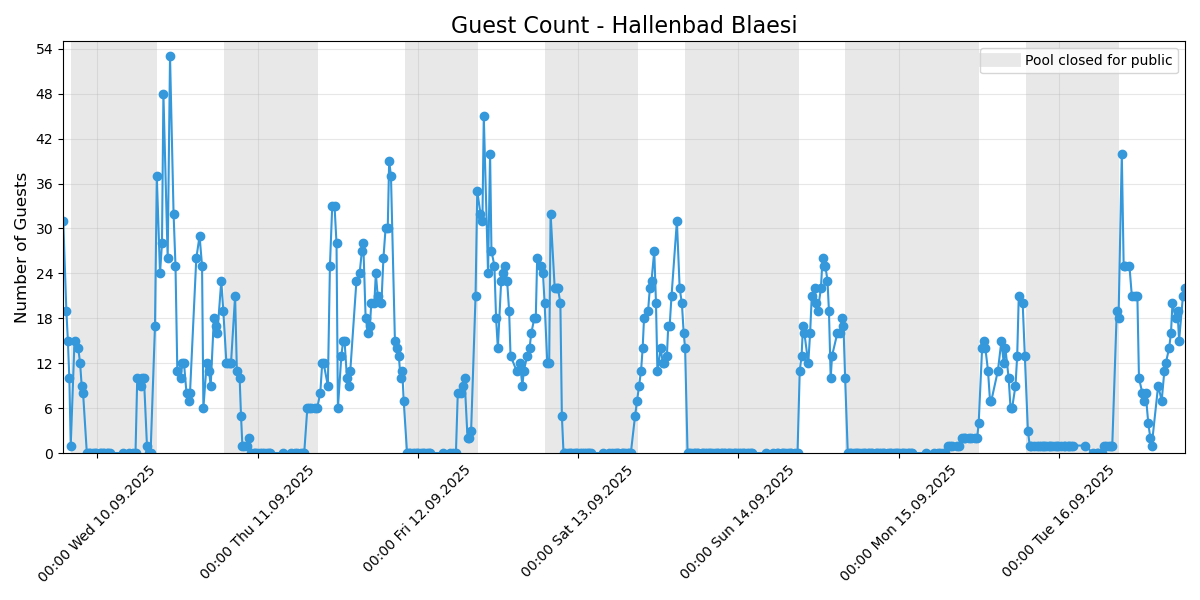 Guest Count - Hallenbad Blaesi
Pool closed for public
Number of Guests
54
48
42
36
30
24
18
12
6
0
00:00 Wed 10.09.2025
00:00 Thu 11.09.2025
00:00 Fri 12.09.2025
00:00 Sat 13.09.2025
00:00 Sun 14.09.2025
00:00 Mon 15.09.2025
00:00 Tue 16.09.2025